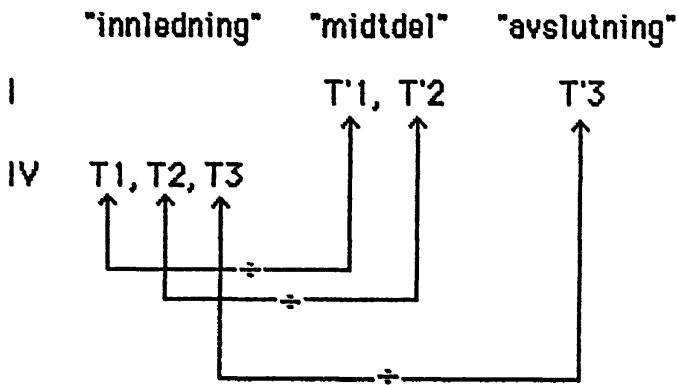 "innledning" "midtdel" "avslutning"
I T'1, T'2 T'3
IV T1, T2, T3
÷
÷
÷